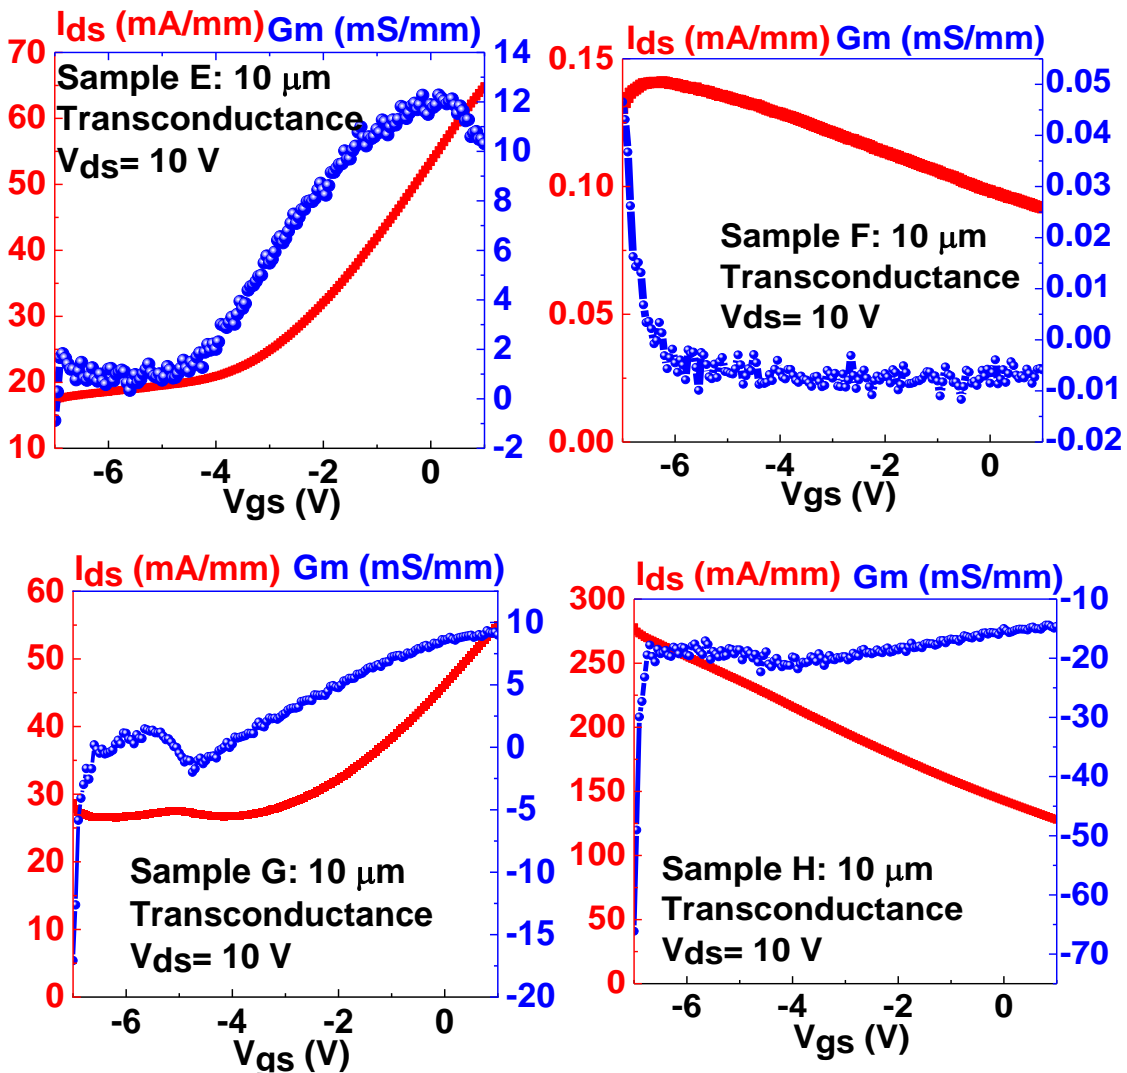 Ids (mA/mm) Gm (mS/mm)
70
60
50
40
30
20
10
Sample E: 10 μm
Transconductance
Vds= 10 V
14
12
10
8
6
4
2
0
-2
-6 -4 -2 0
Vgs (V)
Ids (mA/mm) Gm (mS/mm)
0.15
0.10
0.05
0.00
Sample F: 10 μm
Transconductance
Vds= 10 V
0.05
0.04
0.03
0.02
0.01
0.00
-0.01
-0.02
-6 -4 -2 0
Vgs (V)
Ids (mA/mm) Gm (mS/mm)
60
50
40
30
20
10
0
Sample G: 10 μm
Transconductance
Vds= 10 V
10
5
0
-5
-10
-15
-20
-6 -4 -2 0
Vgs (V)
Ids (mA/mm) Gm (mS/mm)
300
250
200
150
100
50
0
Sample H: 10 μm
Transconductance
Vds= 10 V
-10
-20
-30
-40
-50
-60
-70
-6 -4 -2 0
Vgs (V)